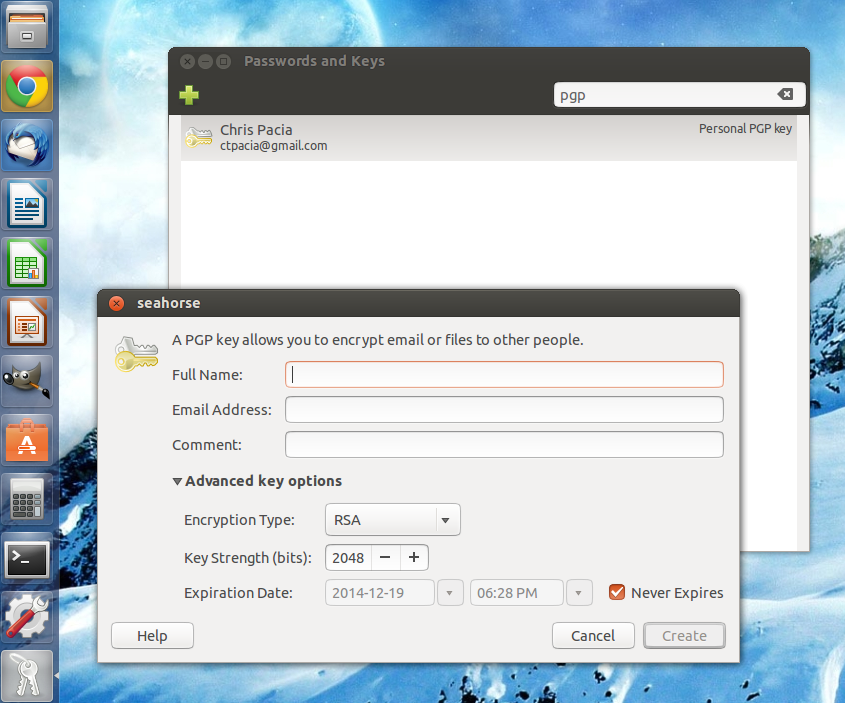 Passwords and Keys
pgp
Chris Pacia
Personal PGP key
ctpacia@gmail.com
seahorse
A PGP key allows you to encrypt email or files to other people.
Full Name:
Email Address:
Comment:
Advanced key options
Encryption Type: RSA
Key Strength (bits): 2048 − +
Expiration Date: 2014-12-19 06:28 PM Never Expires
Help Cancel Create